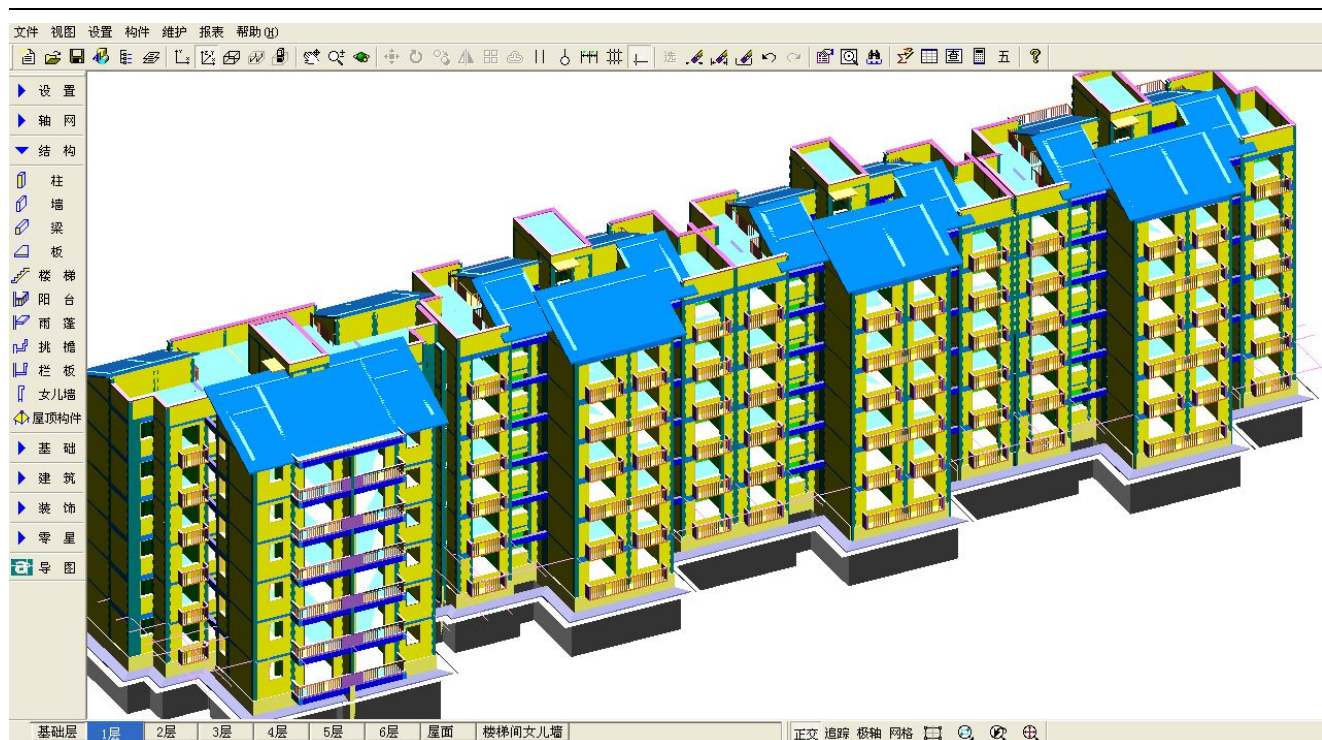 文件 视图 设置 构件 维护 报表 帮助(H)
选 查 五
设 置
轴 网
结 构
柱
墙
梁
板
楼 梯
阳 台
雨 蓬
挑 檐
栏 板
女儿墙
屋顶构件
基 础
建 筑
装 饰
零 星
导 图
基础层 1层 2层 3层 4层 5层 6层 屋面 楼梯间女儿墙 正交 追踪 极轴 网格